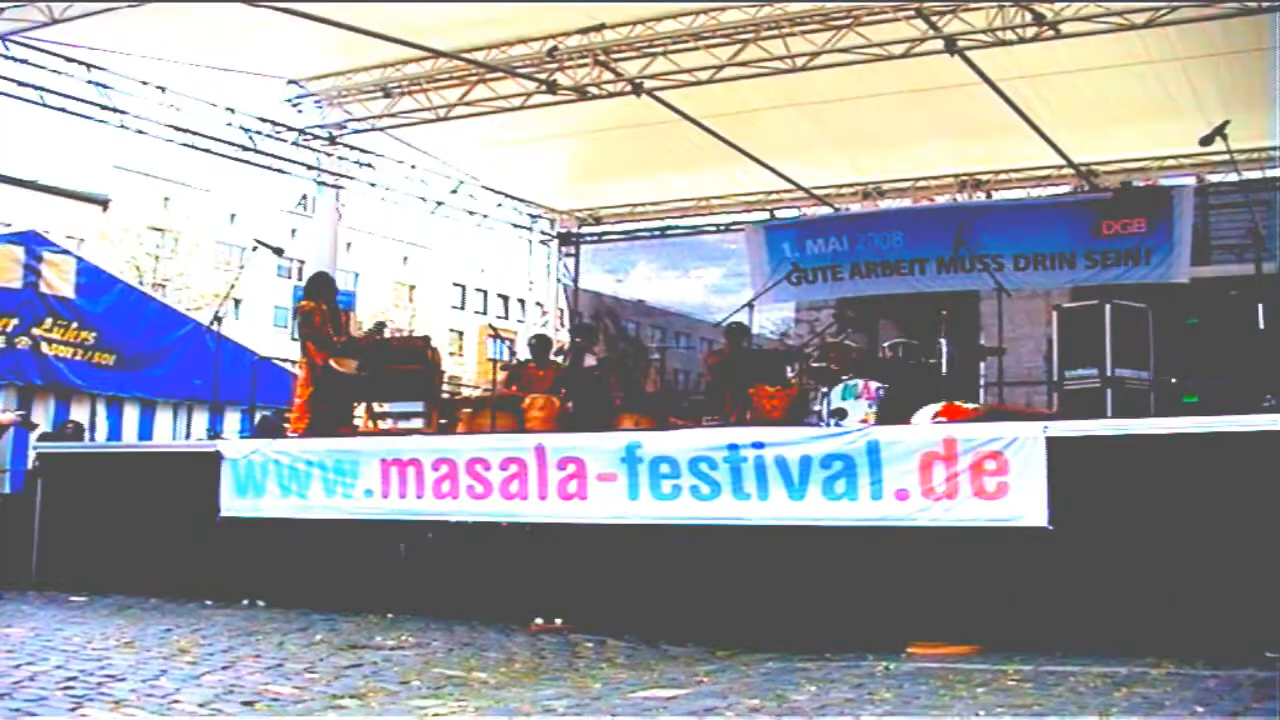 1. MAI 2008
DGB
GUTE ARBEIT MUSS DRIN SEIN!
Lührs
www.masala-festival.de